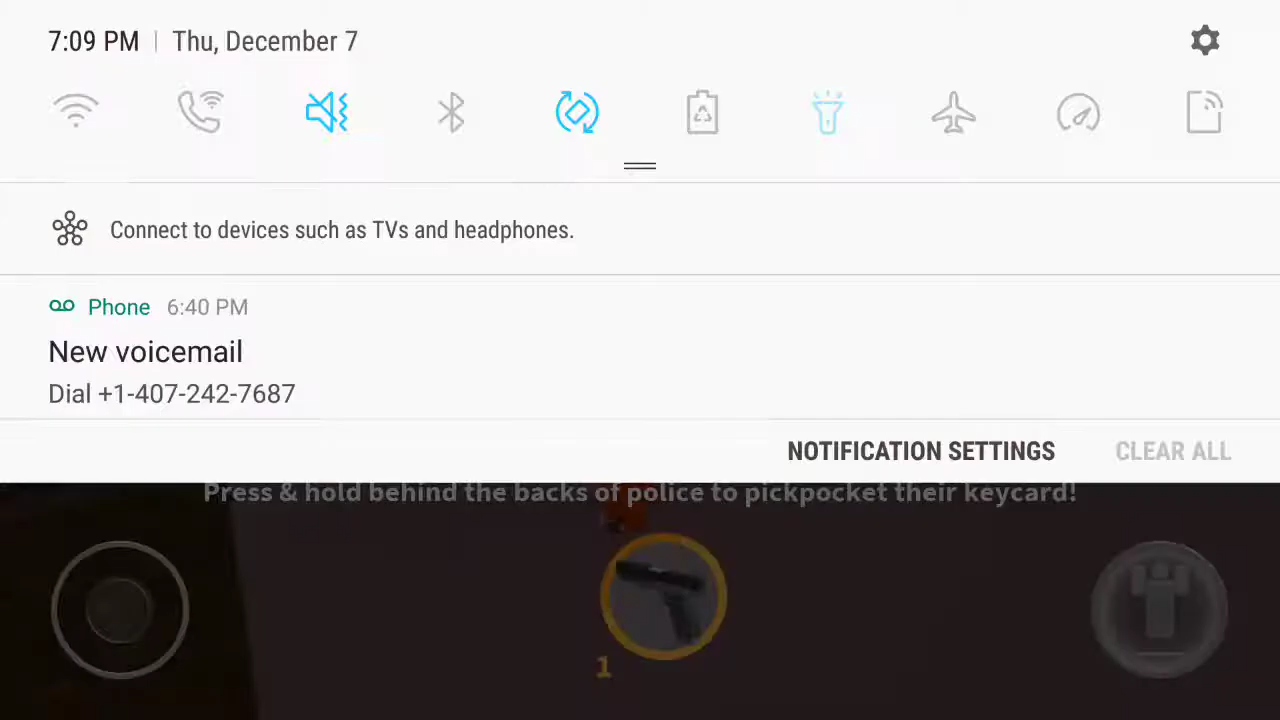 7:09 PM | Thu, December 7
Connect to devices such as TVs and headphones.
Phone 6:40 PM
New voicemail
Dial +1-407-242-7687
NOTIFICATION SETTINGS CLEAR ALL
Press & hold behind the backs of police to pickpocket their keycard!
1